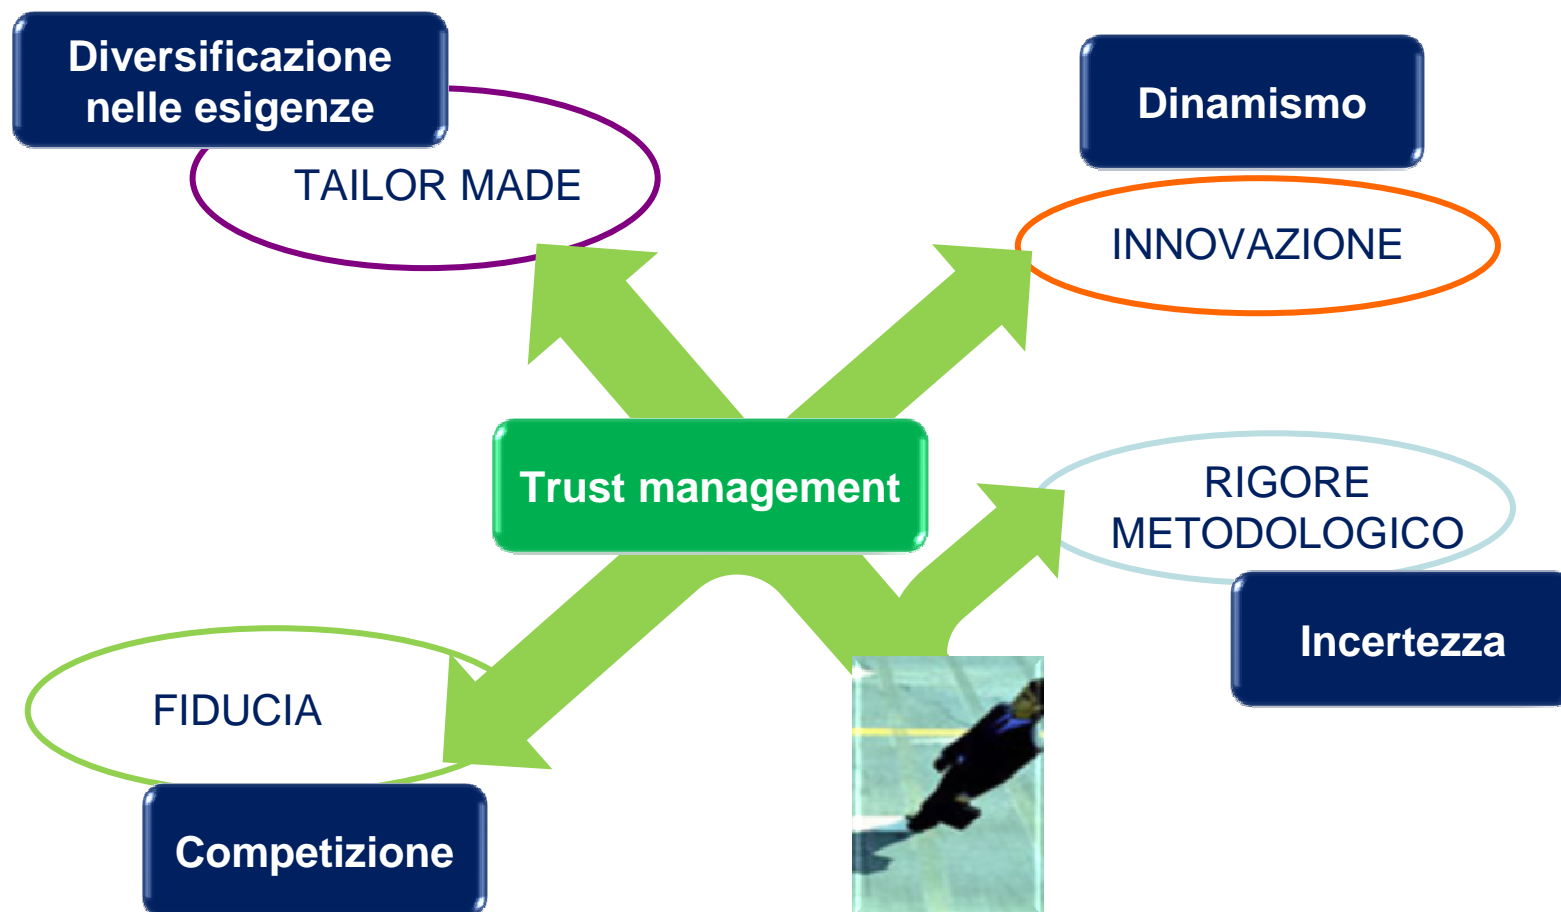 Diversificazione
nelle esigenze
TAILOR MADE
Dinamismo
INNOVAZIONE
Trust management
RIGORE
METODOLOGICO
Incertezza
FIDUCIA
Competizione